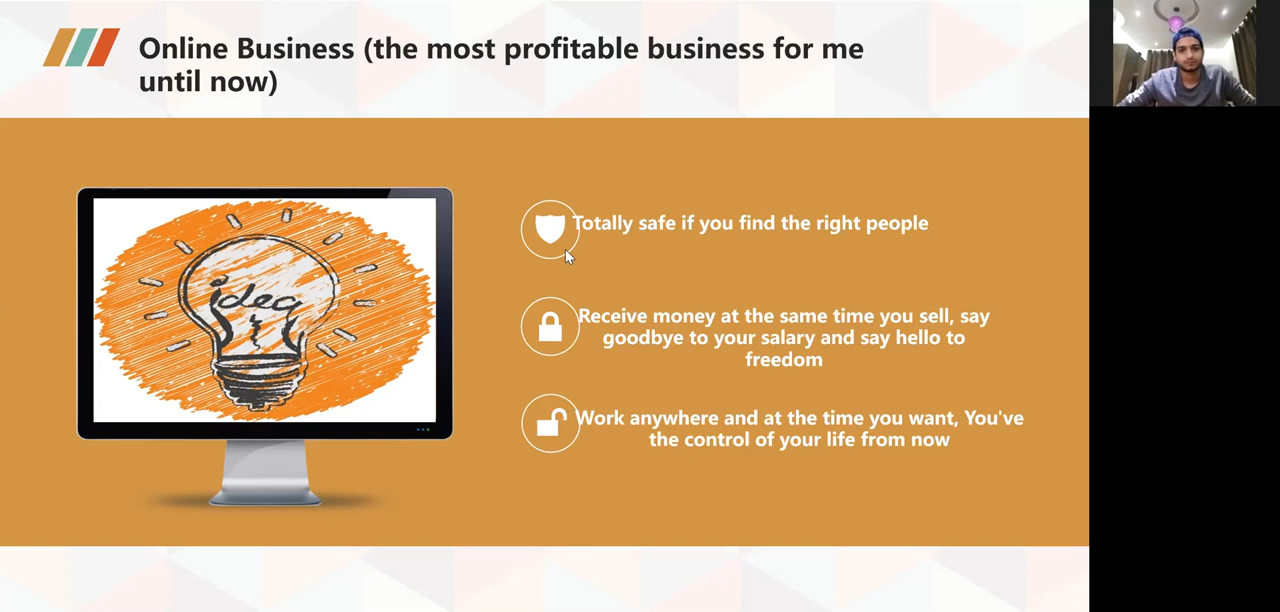 Online Business (the most profitable business for me
until now)
idea
Totally safe if you find the right people
Receive money at the same time you sell, say
goodbye to your salary and say hello to
freedom
Work anywhere and at the time you want, You've
the control of your life from now